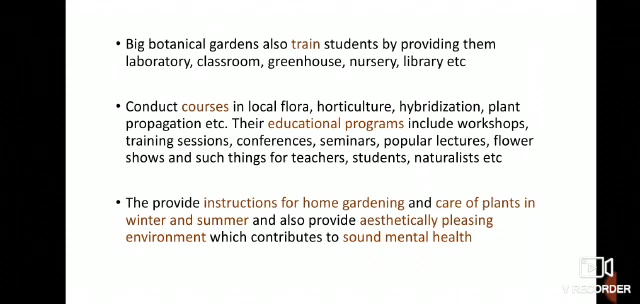 • Big botanical gardens also train students by providing them
laboratory, classroom, greenhouse, nursery, library etc
• Conduct courses in local flora, horticulture, hybridization, plant
propagation etc. Their educational programs include workshops,
training sessions, conferences, seminars, popular lectures, flower
shows and such things for teachers, students, naturalists etc
• The provide instructions for home gardening and care of plants in
winter and summer and also provide aesthetically pleasing
environment which contributes to sound mental health
V RECORDER